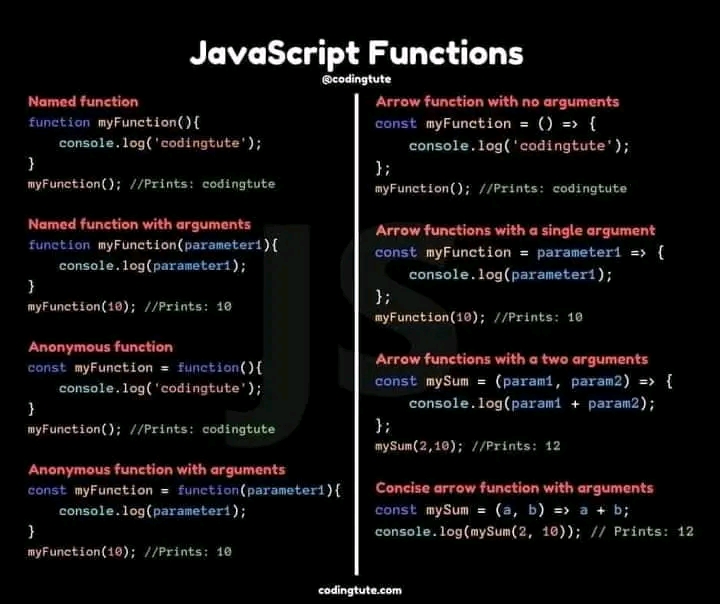 JavaScript Functions
@codingtute
Named function
function myFunction(){
    console.log('codingtute');
}
myFunction(); //Prints: codingtute
Named function with arguments
function myFunction(parameter1){
    console.log(parameter1);
}
myFunction(10); //Prints: 10
Anonymous function
const myFunction = function(){
    console.log('codingtute');
}
myFunction(); //Prints: codingtute
Anonymous function with arguments
const myFunction = function(parameter1){
    console.log(parameter1);
}
myFunction(10); //Prints: 10
Arrow function with no arguments
const myFunction = () => {
    console.log('codingtute');
};
myFunction(); //Prints: codingtute
Arrow functions with a single argument
const myFunction = parameter1 => {
    console.log(parameter1);
};
myFunction(10); //Prints: 10
Arrow functions with a two arguments
const mySum = (param1, param2) => {
    console.log(param1 + param2);
};
mySum(2,10); //Prints: 12
Concise arrow function with arguments
const mySum = (a, b) => a + b;
console.log(mySum(2, 10)); // Prints: 12
JS
codingtute.com